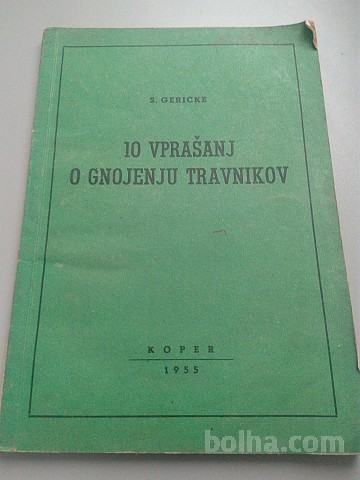 S. GERICKE
10 VPRAŠANJ
O GNOJENJU TRAVNIKOV
KOPER
1955
bolha.com